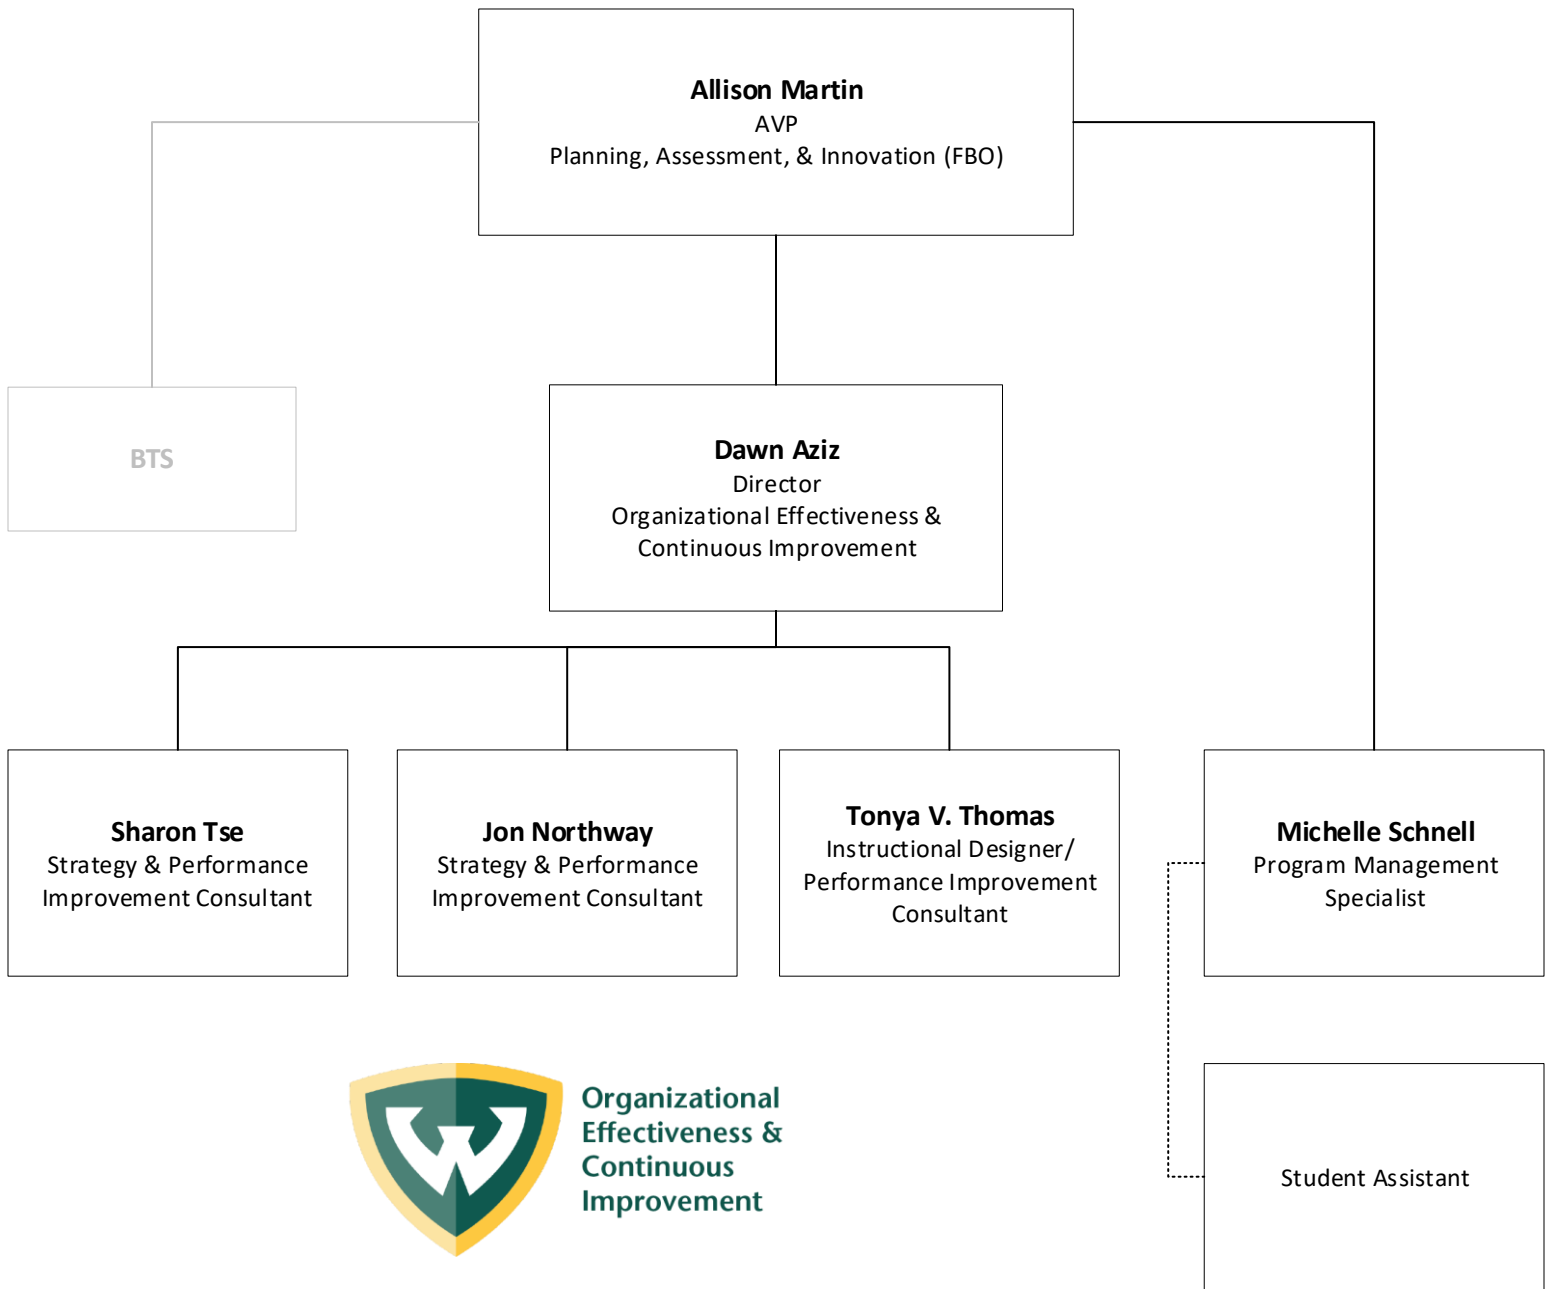 Allison Martin
AVP
Planning, Assessment, & Innovation (FBO)
BTS
Dawn Aziz
Director
Organizational Effectiveness &
Continuous Improvement
Sharon Tse
Strategy & Performance
Improvement Consultant
Jon Northway
Strategy & Performance
Improvement Consultant
Tonya V. Thomas
Instructional Designer/
Performance Improvement
Consultant
Michelle Schnell
Program Management
Specialist
W
Organizational
Effectiveness &
Continuous
Improvement
Student Assistant